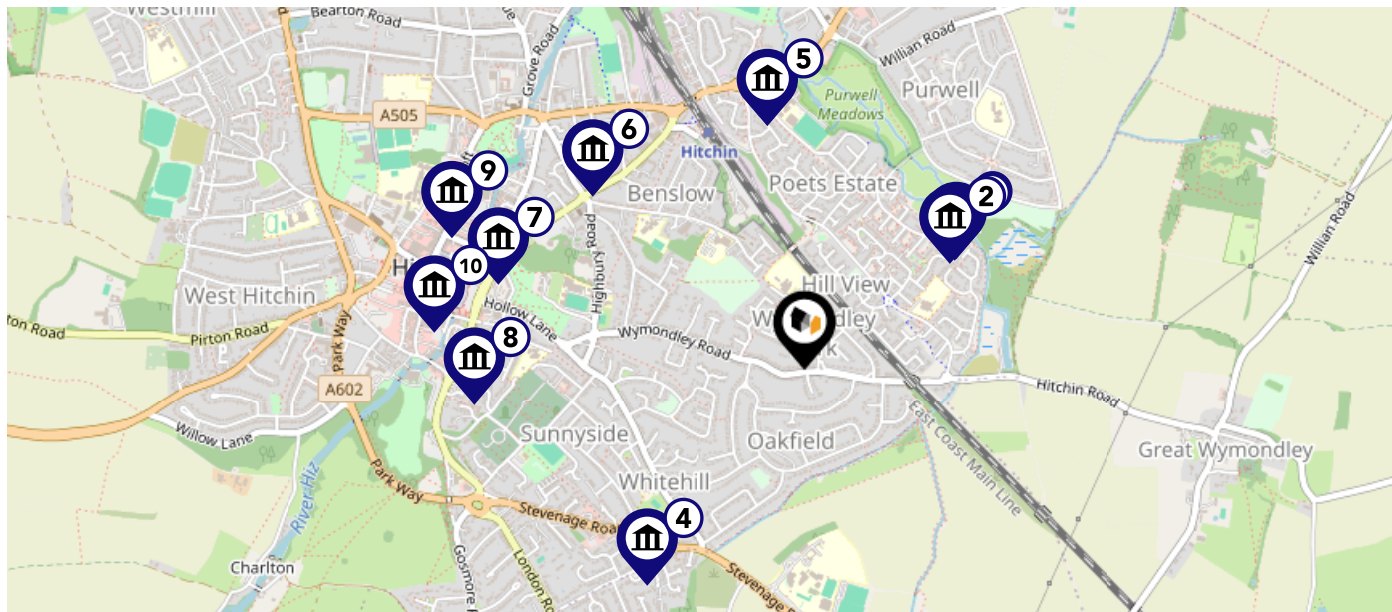 Westmill
Bearton Road
Grove Road
Willian Road
5
Purwell
A505
Purwell
Meadows
6
Hitchin
9
Benslow
Poets Estate
2
7
Highbury Road
Willian Road
10
West Hitchin
Hill View
Hollow Lane
ton Road
Pirton Road
Park Way
Wymondley Road
8
A602
Hitchin Road
East Coast Main Line
Willow Lane
Sunnyside
Oakfield
Great Wymondley
Park Way
Whitehill
River Hiz
4
Stevenage Road
Charlton
Gosmore R
London Ro
Stevenage R